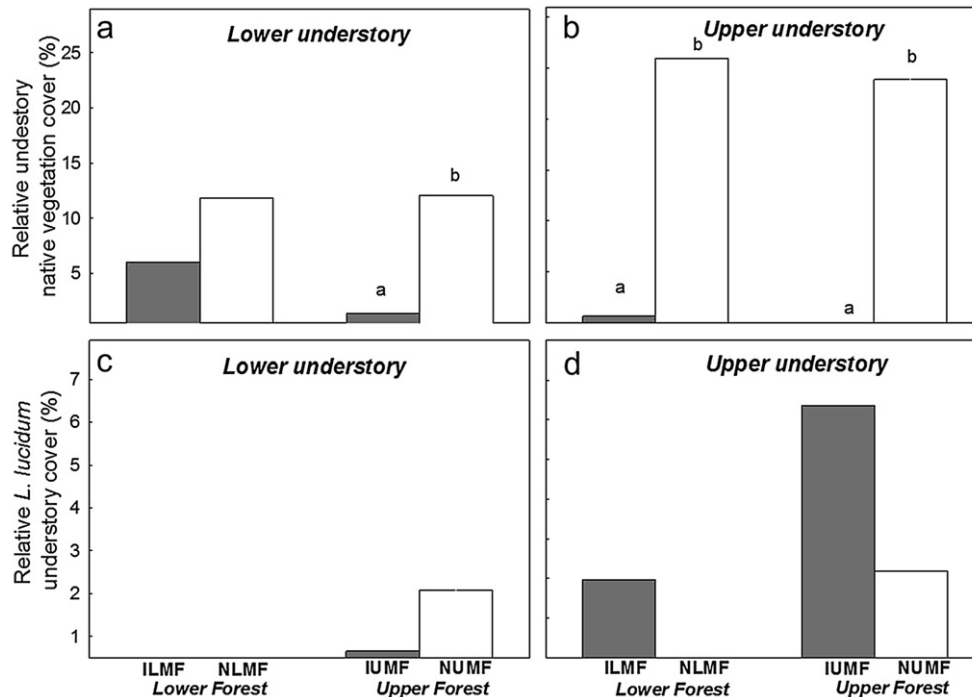 a
Lower understory
b
Upper understory
Relative undestory
native vegetation cover (%)
25
20
15
10
5
a
b
a
b
a
b
c
Lower understory
d
Upper understory
Relative L. lucidum
understory cover (%)
7
6
5
4
3
2
1
ILMF NLMF IUMF NUMF
Lower Forest Upper Forest
ILMF NLMF IUMF NUMF
Lower Forest Upper Forest